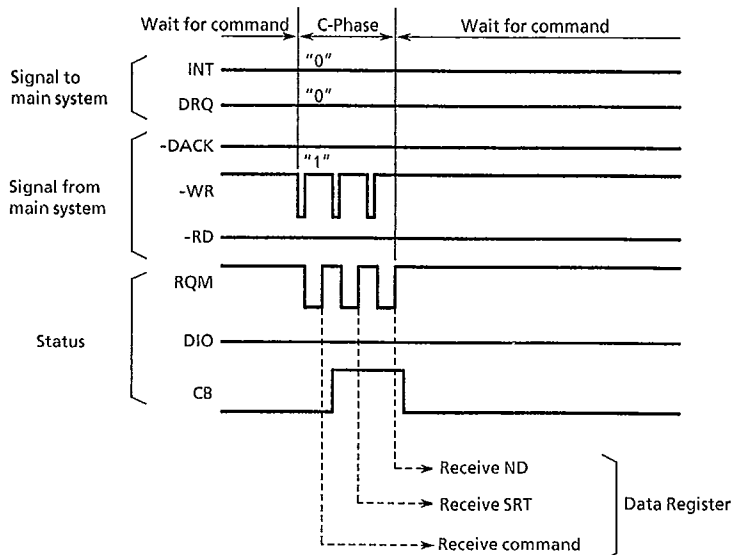 Wait for command
C-Phase
Wait for command
Signal to
main system
INT
"0"
DRQ
"0"
Signal from
main system
-DACK
"1"
-WR
-RD
Status
RQM
DIO
CB
Receive ND
Receive SRT
Receive command
Data Register